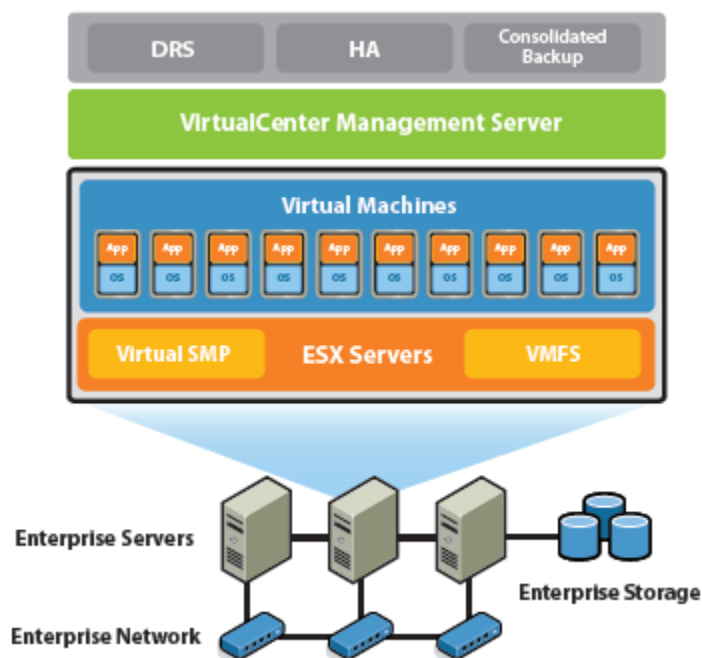 DRS
HA
Consolidated
Backup
VirtualCenter Management Server
Virtual Machines
App App App App App App App App App App
OS OS OS OS OS OS OS OS OS OS
Virtual SMP
ESX Servers
VMFS
Enterprise Servers
Enterprise Storage
Enterprise Network